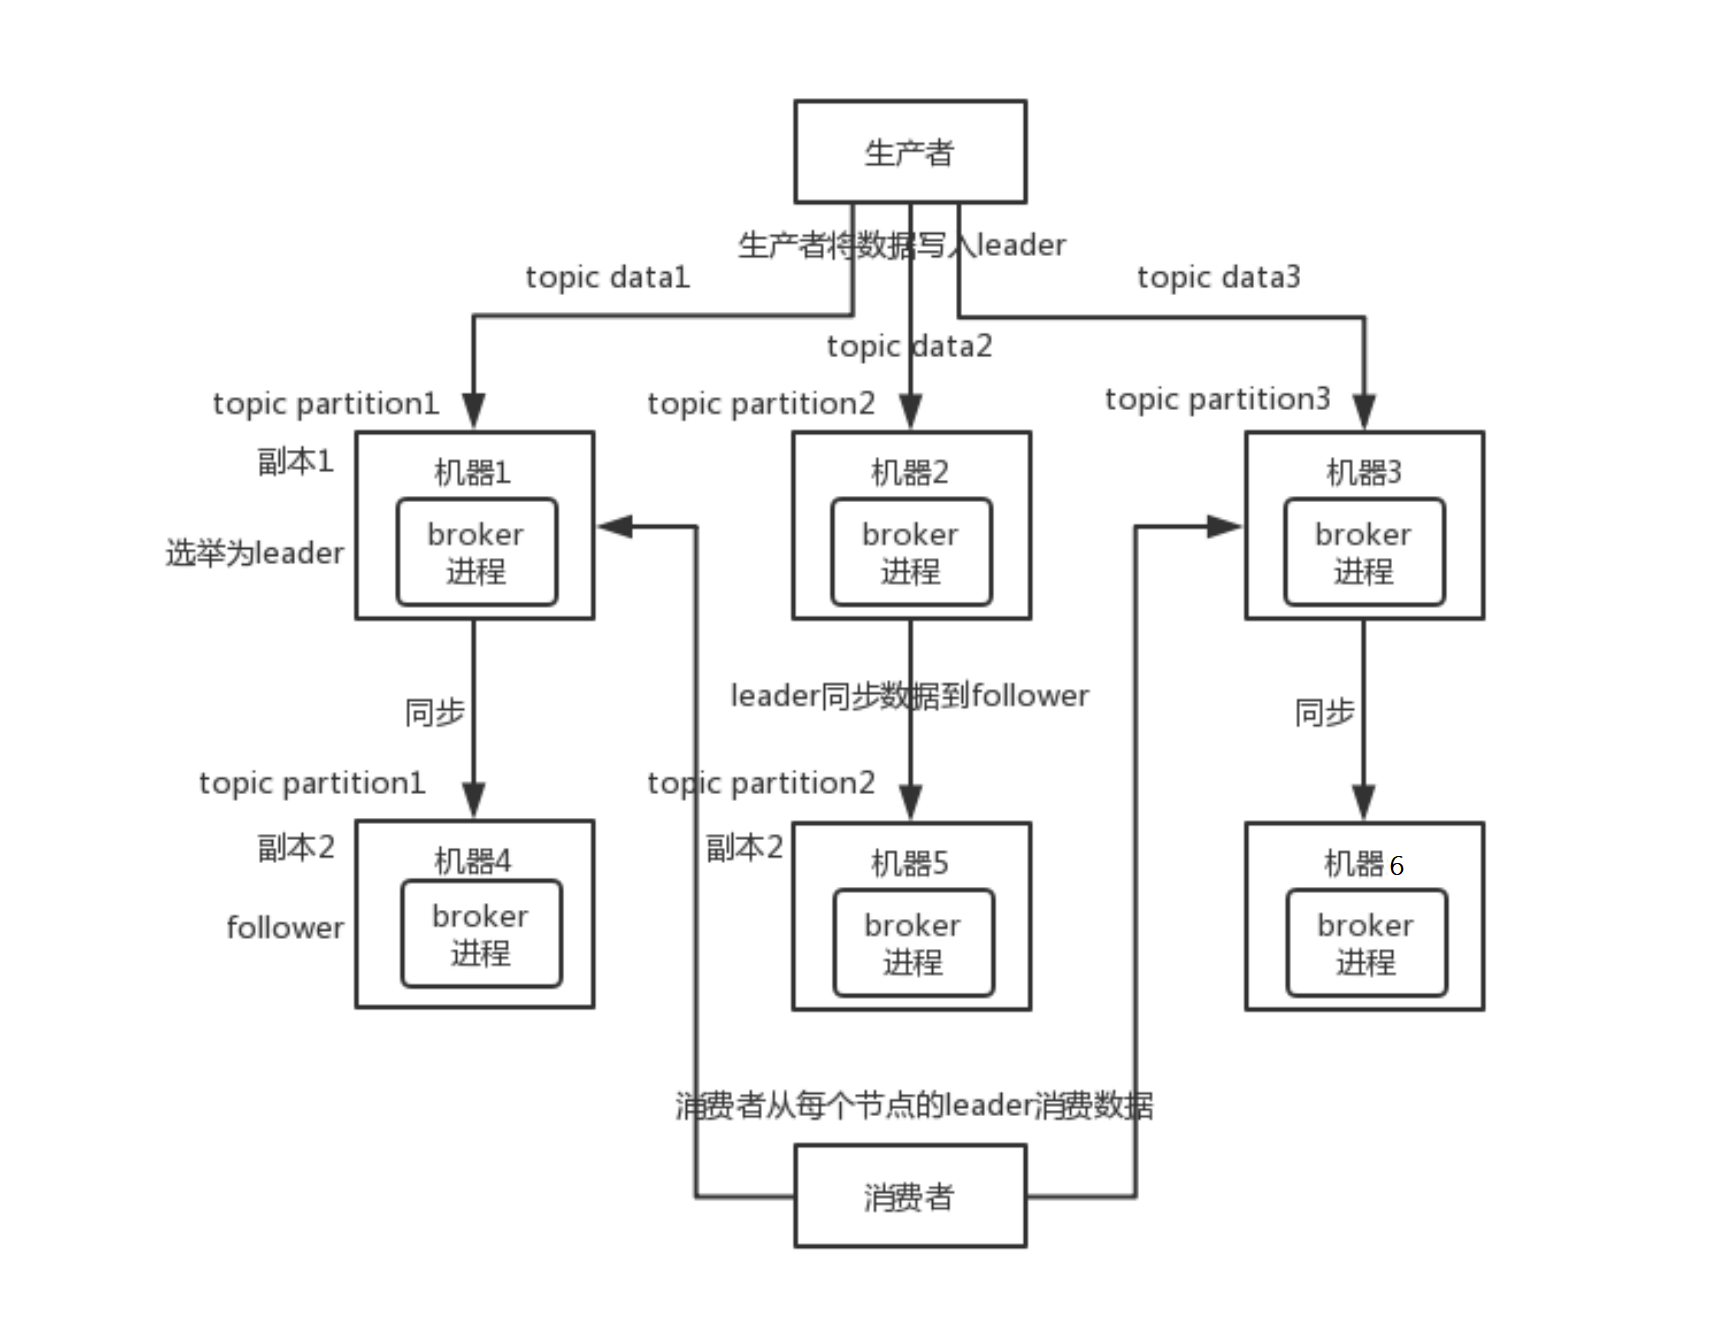 生产者
生产者将数据写入leader
topic data1
topic data3
topic data2
topic partition1
topic partition2
topic partition3
副本1
机器1
机器2
机器3
选举为leader
broker
进程
broker
进程
broker
进程
同步
leader同步数据到follower
同步
topic partition1
topic partition2
副本2
机器4
副本2
机器5
机器6
follower
broker
进程
broker
进程
broker
进程
消费者从每个节点的leader消费数据
消费者